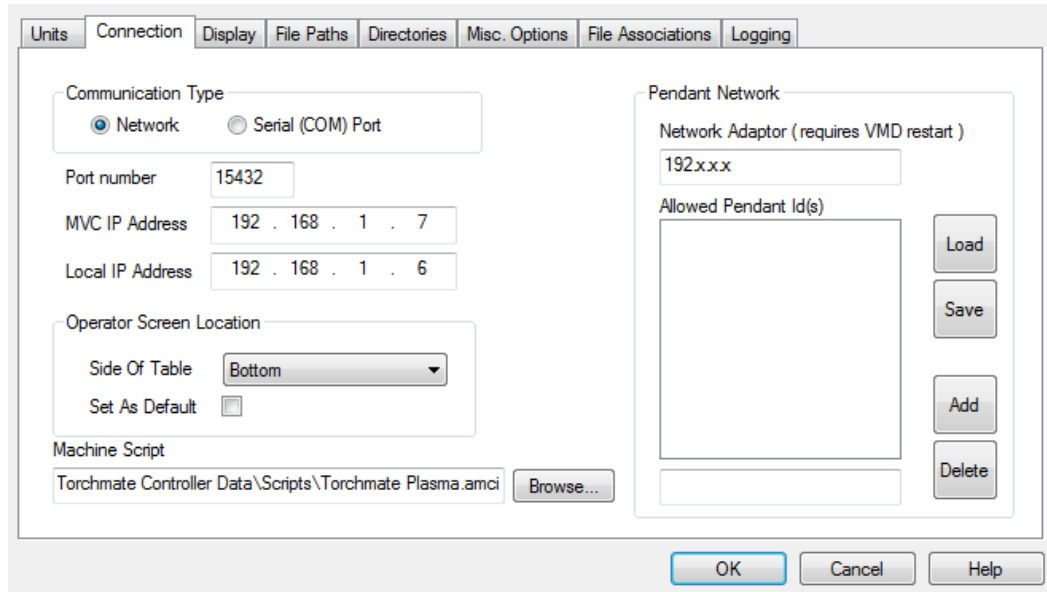 Units Connection Display File Paths Directories Misc. Options File Associations Logging
Communication Type
Network Serial (COM) Port
Port number 15432
MVC IP Address 192 . 168 . 1 . 7
Local IP Address 192 . 168 . 1 . 6
Operator Screen Location
Side Of Table Bottom
Set As Default
Machine Script
Torchmate Controller Data\Scripts\Torchmate Plasma.amci Browse...
Pendant Network
Network Adaptor ( requires VMD restart )
192.x.x.x
Allowed Pendant Id(s)
Load
Save
Add
Delete
OK Cancel Help